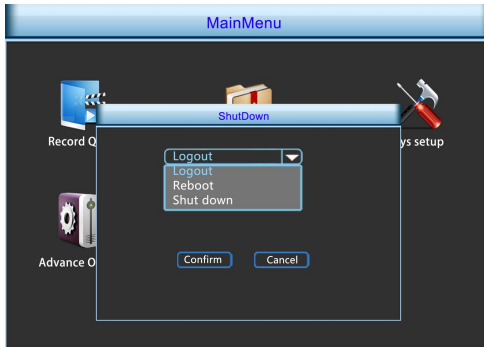 MainMenu
ShutDown
Record Q
ys setup
Logout
Logout
Reboot
Shut down
Advance O
Confirm
Cancel